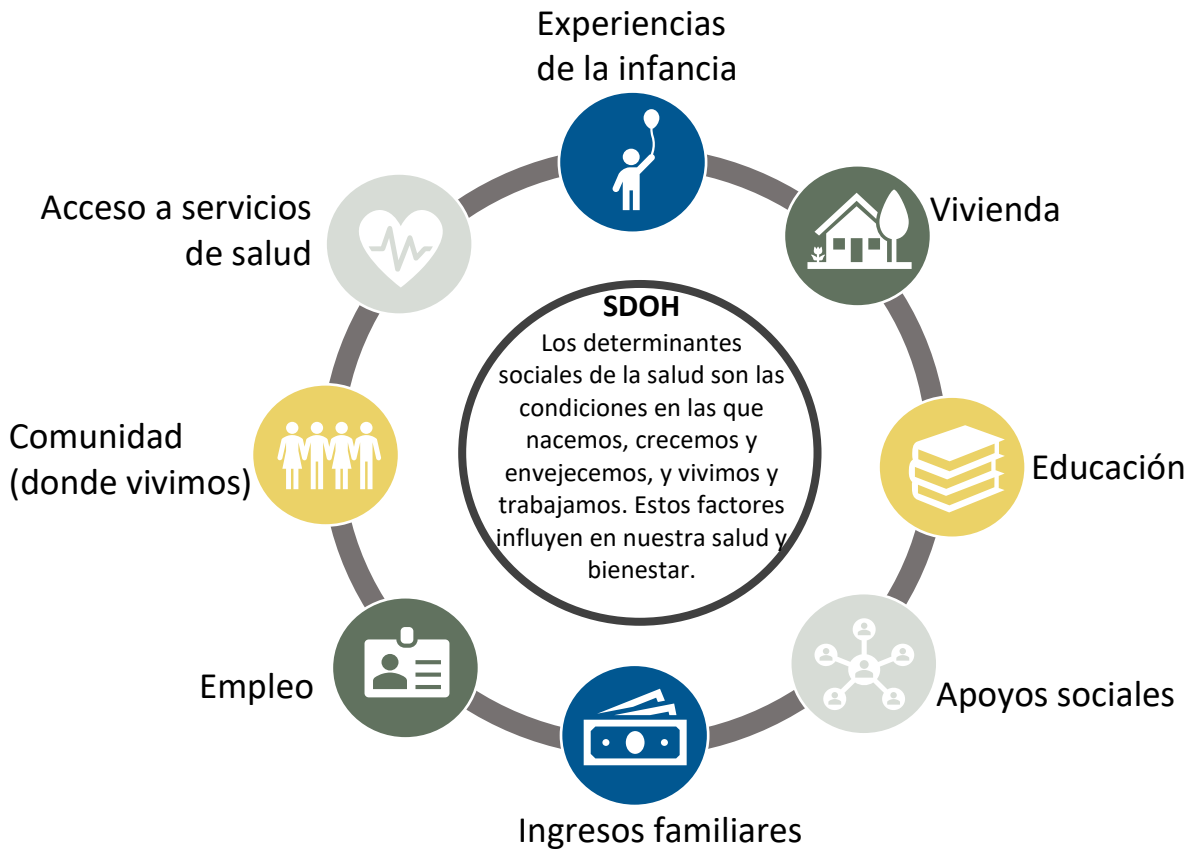 Experiencias
de la infancia
Vivienda
Acceso a servicios
de salud
SDOH
Los determinantes
sociales de la salud son las
condiciones en las que
nacemos, crecemos y
envejecemos, y vivimos y
trabajamos. Estos factores
influyen en nuestra salud y
bienestar.
Comunidad
(donde vivimos)
Educación
Empleo
Apoyos sociales
Ingresos familiares